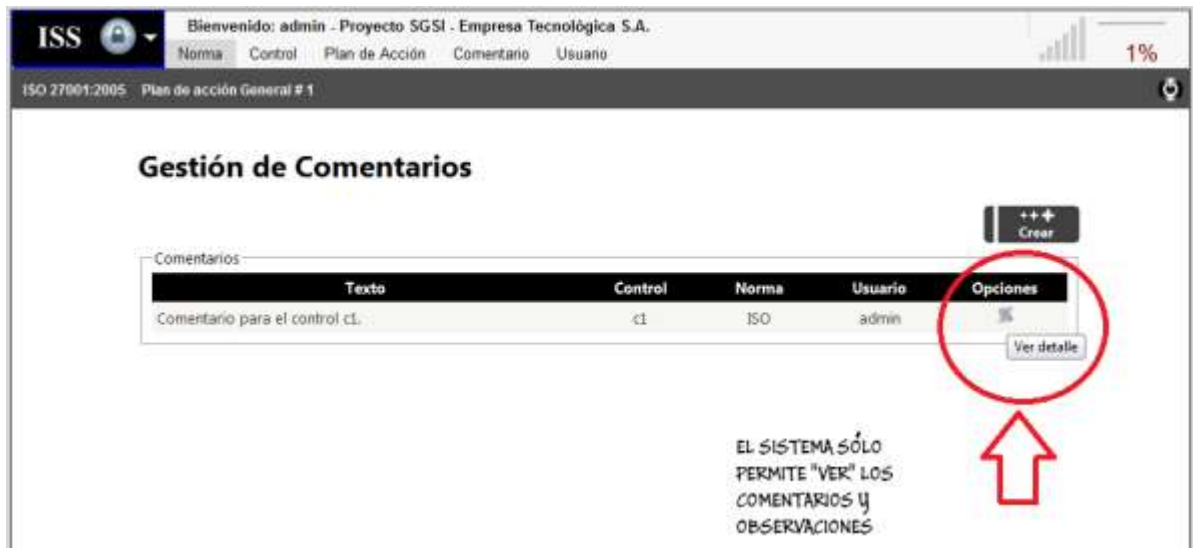 ISS
Bienvenido: admin - Proyecto SGSI - Empresa Tecnológica S.A.
Norma Control Plan de Acción Comentario Usuario
1%
ISO 27001:2005 Plan de acción General # 1
Gestión de Comentarios
Crear
Comentarios
Texto Control Norma Usuario Opciones
Comentario para el control c1. c1 ISO admin
Ver detalle
EL SISTEMA SÓLO
PERMITE "VER" LOS
COMENTARIOS Y
OBSERVACIONES